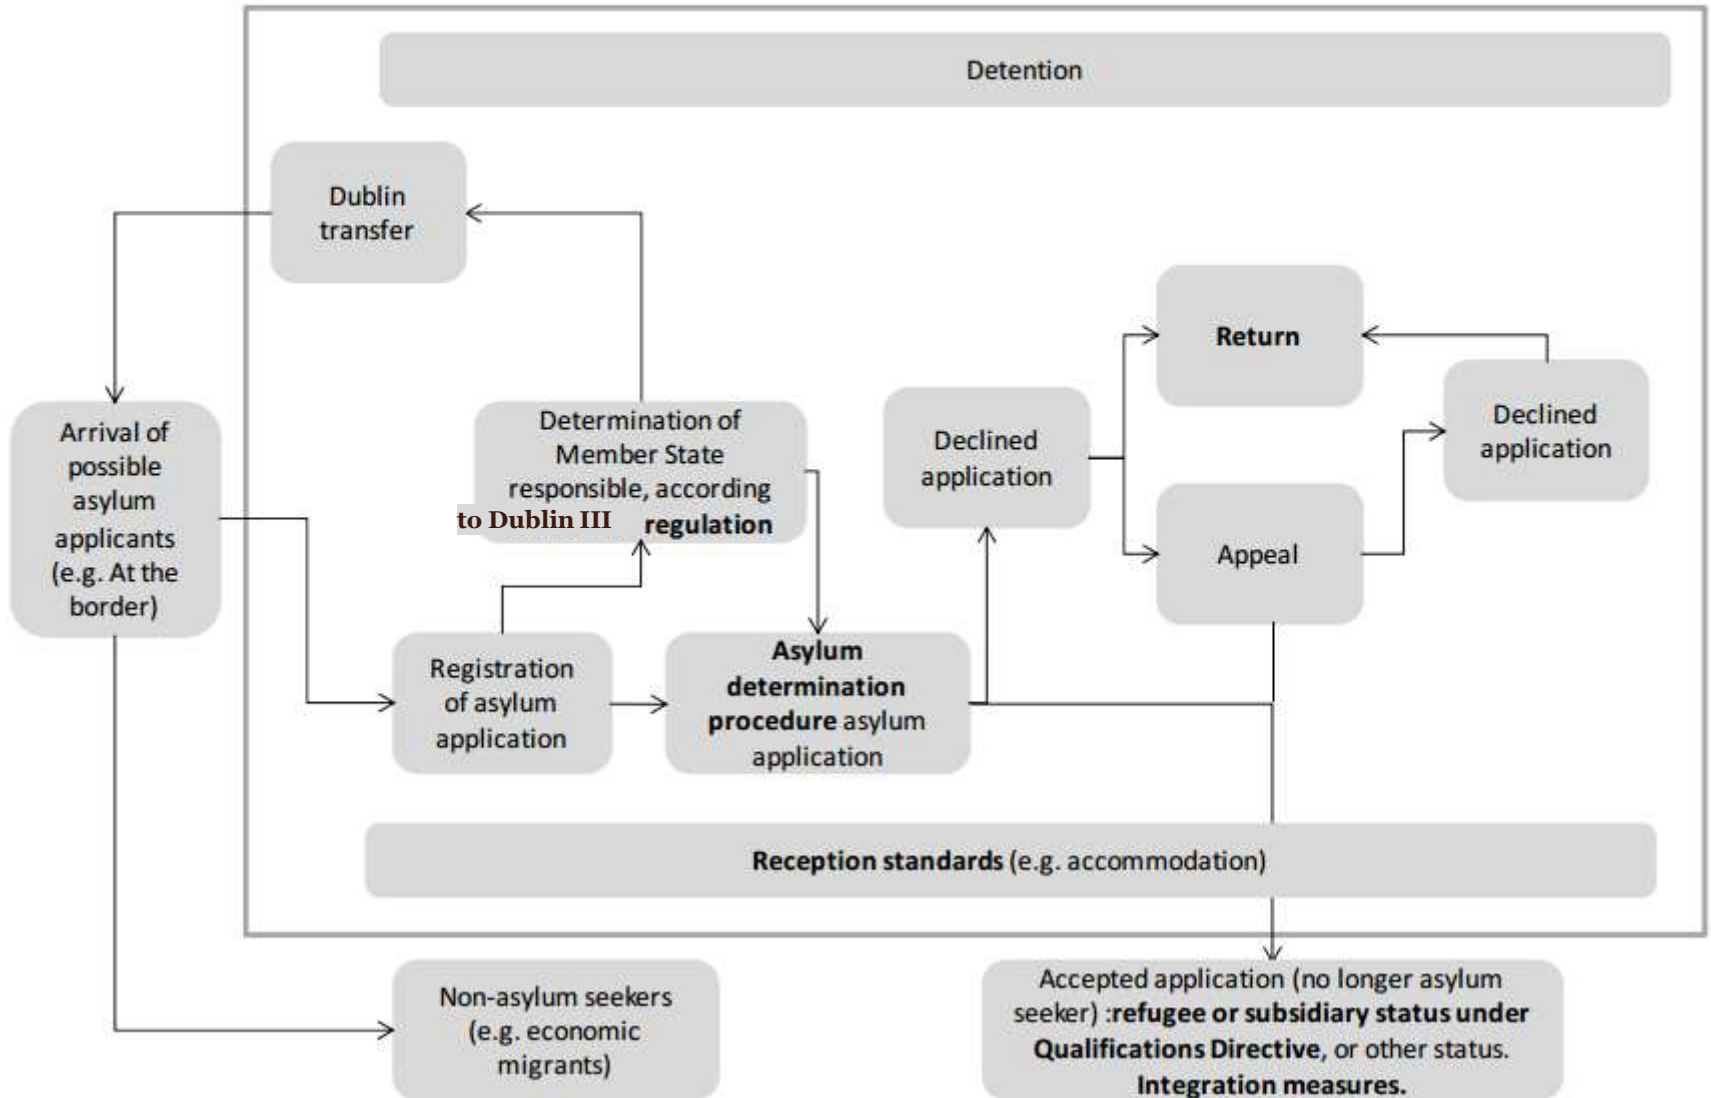 Detention
Dublin
transfer
Arrival of
possible
asylum
applicants
(e.g. At the
border)
Determination of
Member State
responsible, according
to Dublin III regulation
Registration
of asylum
application
Asylum
determination
procedure asylum
application
Declined
application
Return
Appeal
Declined
application
Reception standards (e.g. accommodation)
Non-asylum seekers
(e.g. economic
migrants)
Accepted application (no longer asylum
seeker) :refugee or subsidiary status under
Qualifications Directive, or other status.
Integration measures.